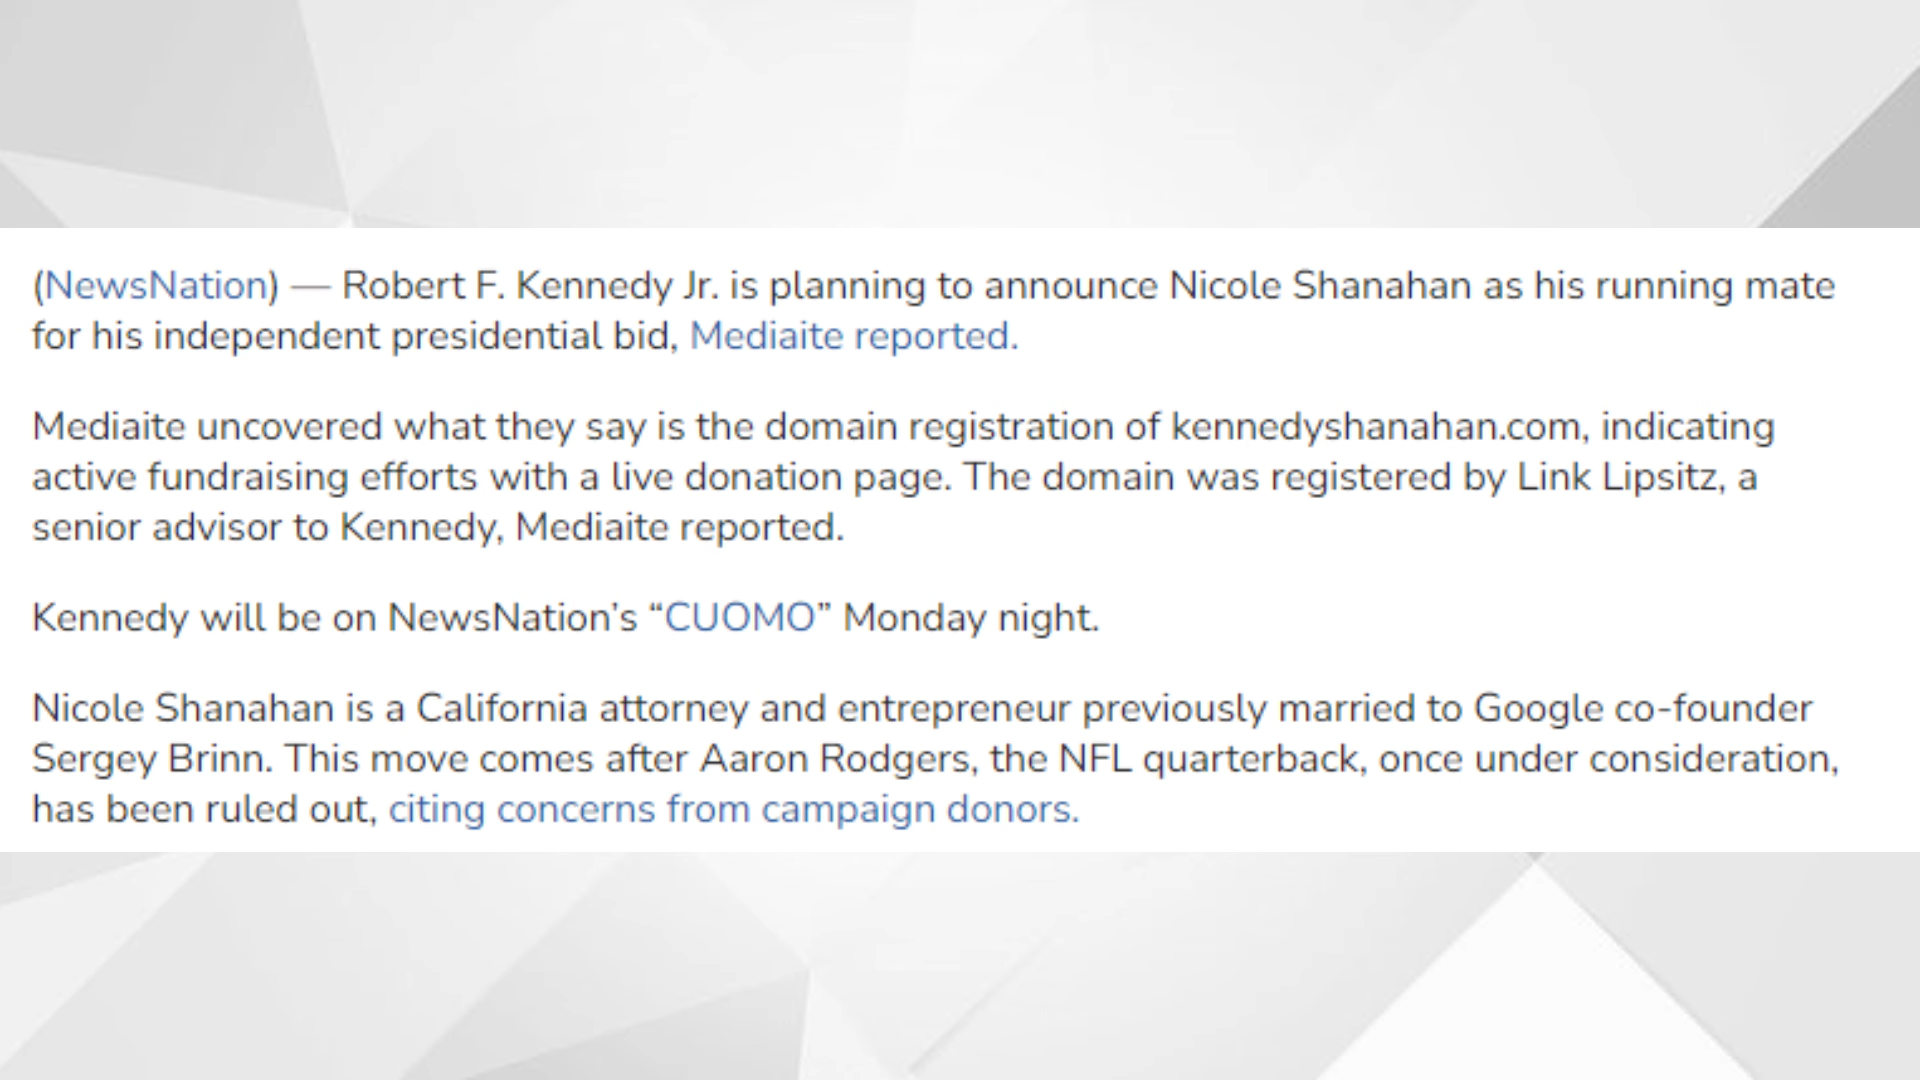 (NewsNation) — Robert F. Kennedy Jr. is planning to announce Nicole Shanahan as his running mate
for his independent presidential bid, Mediaite reported.
Mediaite uncovered what they say is the domain registration of kennedyshanahan.com, indicating
active fundraising efforts with a live donation page. The domain was registered by Link Lipsitz, a
senior advisor to Kennedy, Mediaite reported.
Kennedy will be on NewsNation’s “CUOMO” Monday night.
Nicole Shanahan is a California attorney and entrepreneur previously married to Google co-founder
Sergey Brinn. This move comes after Aaron Rodgers, the NFL quarterback, once under consideration,
has been ruled out, citing concerns from campaign donors.